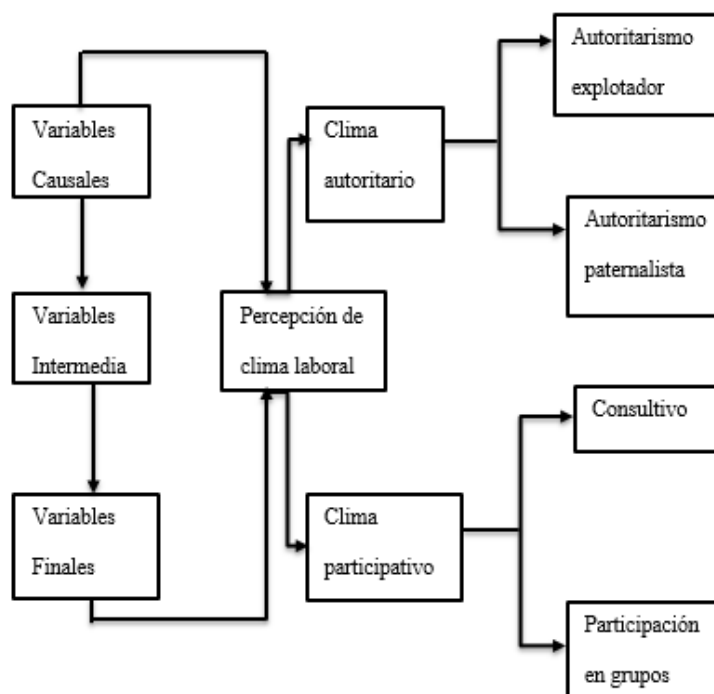 Autoritarismo
explotador
Variables
Causales
Clima
autoritario
Autoritarismo
paternalista
Variables
Intermedia
Percepción de
clima laboral
Consultivo
Variables
Finales
Clima
participativo
Participación
en grupos